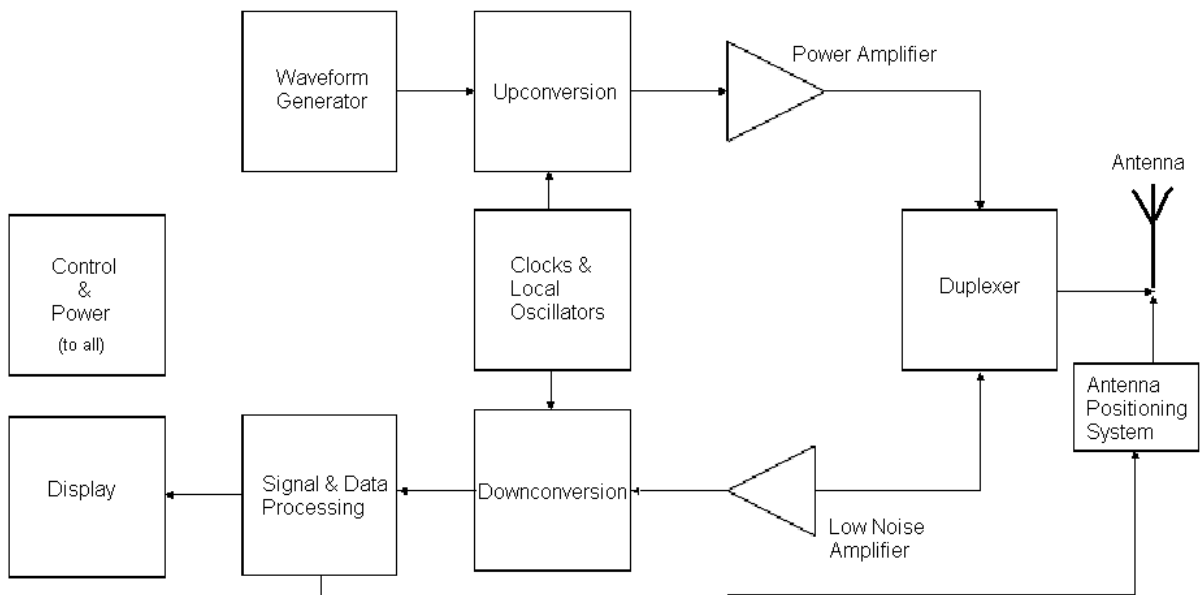 Waveform
Generator
Upconversion
Power Amplifier
Antenna
Control
&
Power
(to all)
Clocks &
Local
Oscillators
Duplexer
Antenna
Positioning
System
Display
Signal & Data
Processing
Downconversion
Low Noise
Amplifier